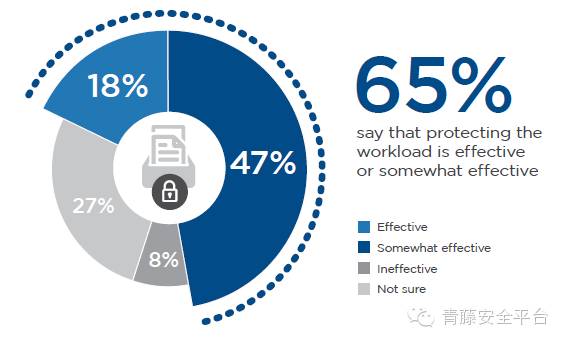 18%
47%
27%
8%
65%
say that protecting the
workload is effective
or somewhat effective
Effective
Somewhat effective
Ineffective
Not sure
青藤安全平台